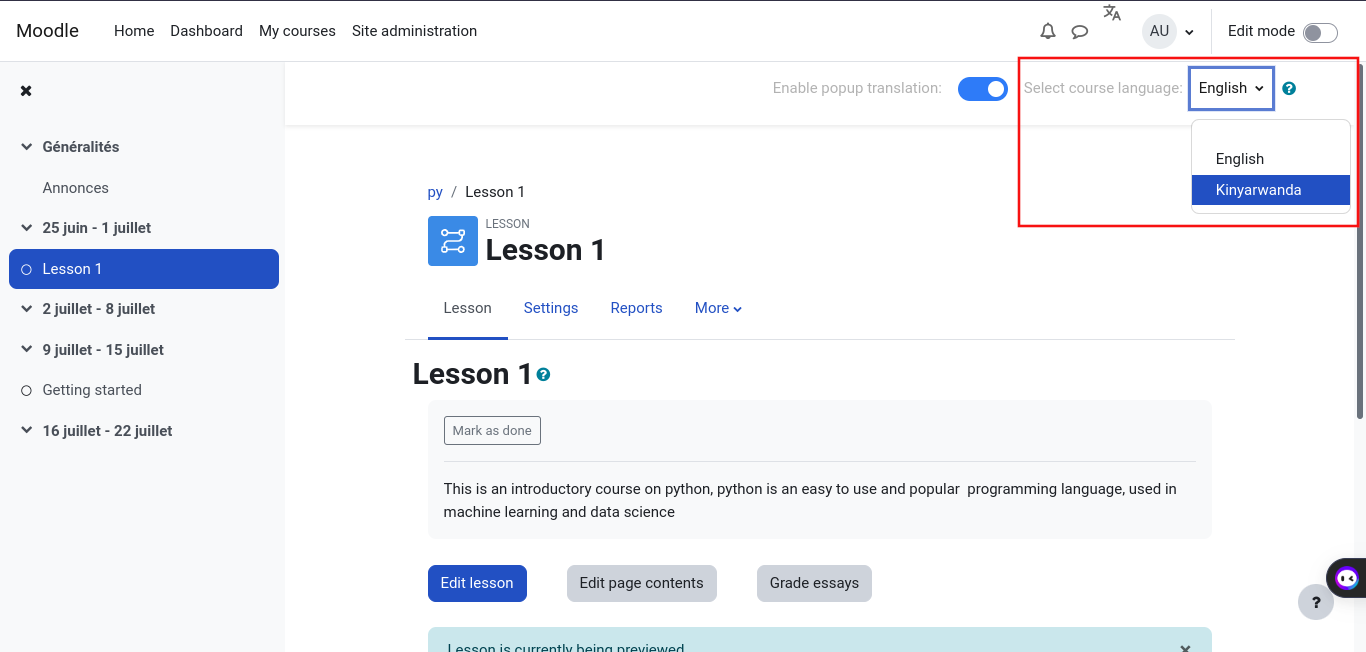 Moodle
Home Dashboard My courses Site administration
AU
Edit mode
Enable popup translation:
Select course language: English
English
Kinyarwanda
Généralités
Annonces
25 juin - 1 juillet
Lesson 1
2 juillet - 8 juillet
9 juillet - 15 juillet
Getting started
16 juillet - 22 juillet
py / Lesson 1
LESSON
Lesson 1
Lesson Settings Reports More
Lesson 1
Mark as done
This is an introductory course on python, python is an easy to use and popular programming language, used in
machine learning and data science
Edit lesson Edit page contents Grade essays
Lesson is currently being previewed
?